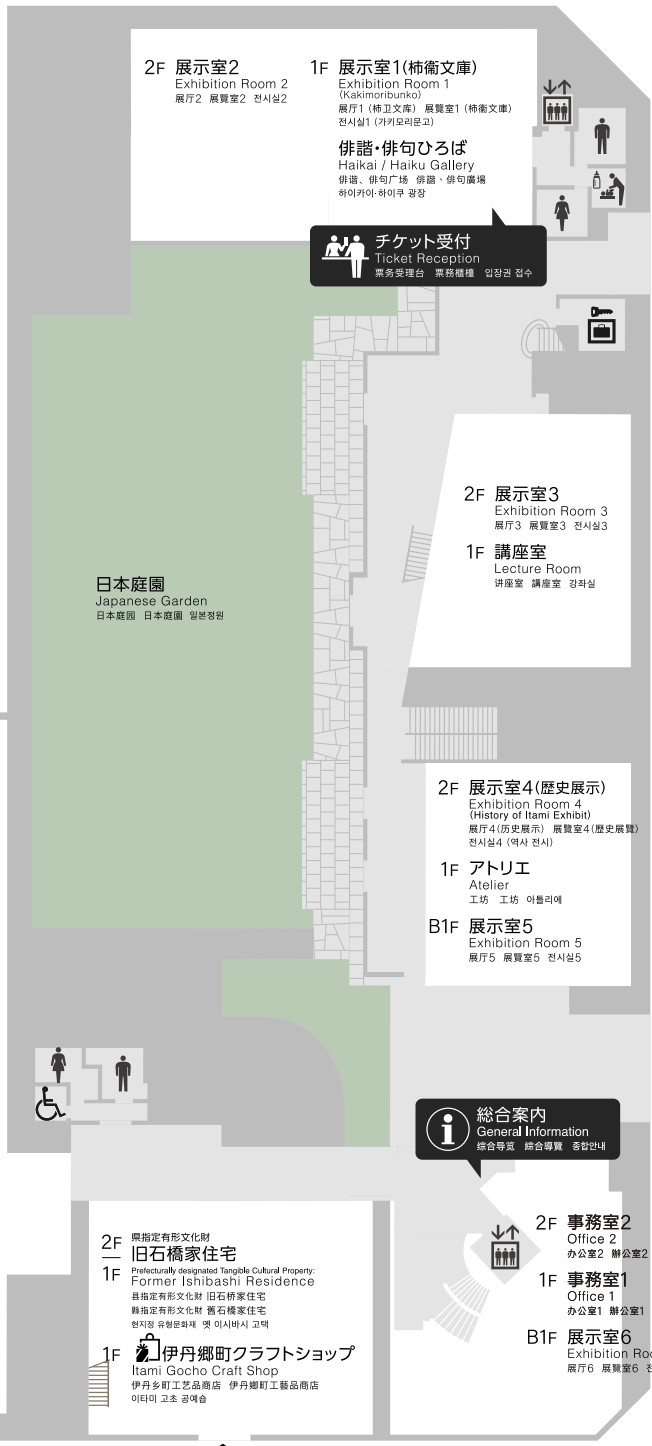 2F 展示室2
Exhibition Room 2
展厅2 展覽室2 전시실2
1F 展示室1(柿衞文庫)
Exhibition Room 1
(Kakimoribunko)
展厅1 (柿卫文库) 展覽室1 (柿衞文庫)
전시실1 (가키모리문고)
俳諧・俳句ひろば
Haikai / Haiku Gallery
俳谐、俳句广场 俳諧、俳句廣場
하이카이·하이쿠 광장
チケット受付
Ticket Reception
票务受理台 票務櫃檯 입장권 접수
2F 展示室3
Exhibition Room 3
展厅3 展覽室3 전시실3
1F 講座室
Lecture Room
讲座室 講座室 강좌실
日本庭園
Japanese Garden
日本庭园 日本庭園 일본정원
2F 展示室4(歴史展示)
Exhibition Room 4
(History of Itami Exhibit)
展厅4(历史展示) 展覽室4(歷史展覽)
전시실4 (역사 전시)
1F アトリエ
Atelier
工坊 工坊 아틀리에
B1F 展示室5
Exhibition Room 5
展厅5 展覽室5 전시실5
総合案内
General Information
综合导览 綜合導覽 종합안내
2F 事務室2
Office 2
办公室2 辦公室2
1F 事務室1
Office 1
办公室1 辦公室1
B1F 展示室6
Exhibition
展厅6 展覽室6
2F
1F
県指定有形文化財
旧石橋家住宅
Prefecturally designated Tangible Cultural Property:
Former Ishibashi Residence
县指定有形文化财 旧石桥家住宅
縣指定有形文化財 舊石橋家住宅
현지정 유형문화재 옛 이시바시 고택
1F 伊丹郷町クラフトショップ
Itami Gocho Craft Shop
伊丹乡町工艺品商店 伊丹鄉町工藝品商店
이타미 고초 공예숍